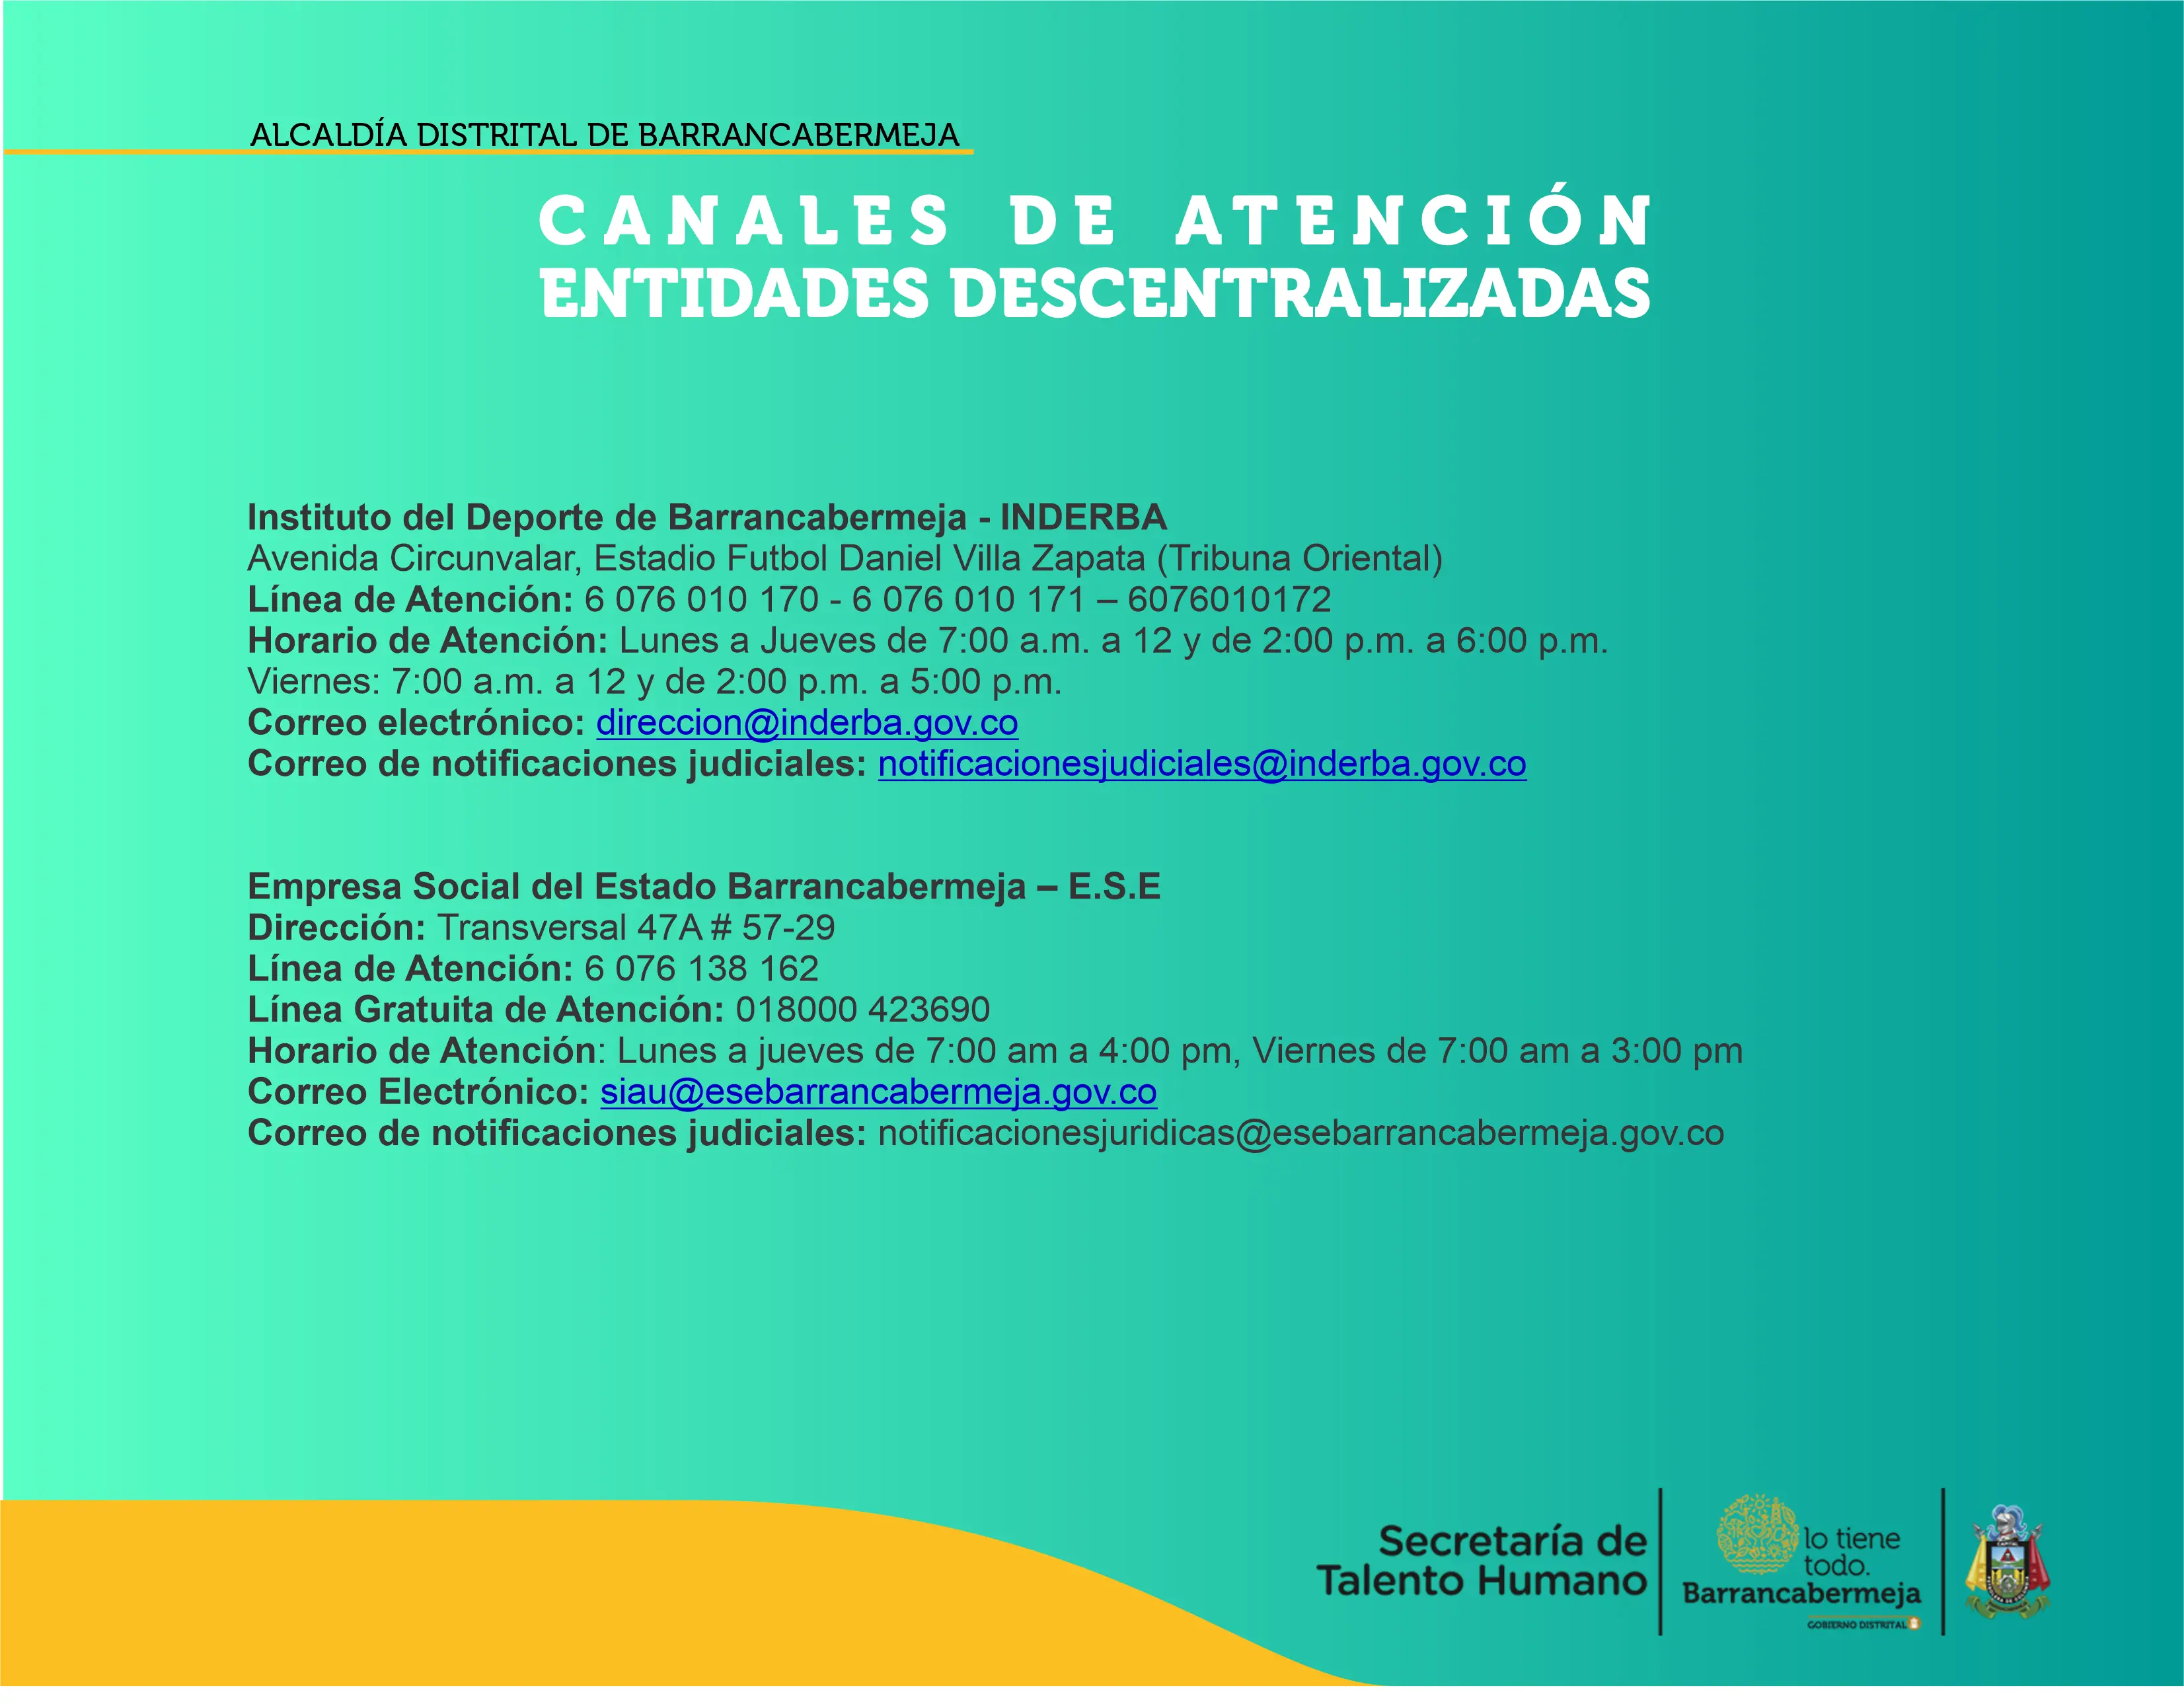 ALCALDÍA DISTRITAL DE BARRANCABERMEJA
CANALES DE ATENCIÓN
ENTIDADES DESCENTRALIZADAS
Instituto del Deporte de Barrancabermeja - INDERBA
Avenida Circunvalar, Estadio Futbol Daniel Villa Zapata (Tribuna Oriental)
Línea de Atención: 6 076 010 170 - 6 076 010 171 – 6076010172
Horario de Atención: Lunes a Jueves de 7:00 a.m. a 12 y de 2:00 p.m. a 6:00 p.m.
Viernes: 7:00 a.m. a 12 y de 2:00 p.m. a 5:00 p.m.
Correo electrónico: direccion@inderba.gov.co
Correo de notificaciones judiciales: notificacionesjudiciales@inderba.gov.co
Empresa Social del Estado Barrancabermeja – E.S.E
Dirección: Transversal 47A # 57-29
Línea de Atención: 6 076 138 162
Línea Gratuita de Atención: 018000 423690
Horario de Atención: Lunes a jueves de 7:00 am a 4:00 pm, Viernes de 7:00 am a 3:00 pm
Correo Electrónico: siau@esebarrancabermeja.gov.co
Correo de notificaciones judiciales: notificacionesjuridicas@esebarrancabermeja.gov.co
Secretaría de
Talento Humano
lo tiene
todo.
Barrancabermeja
GOBIERNO DISTRITAL
CAPITAL